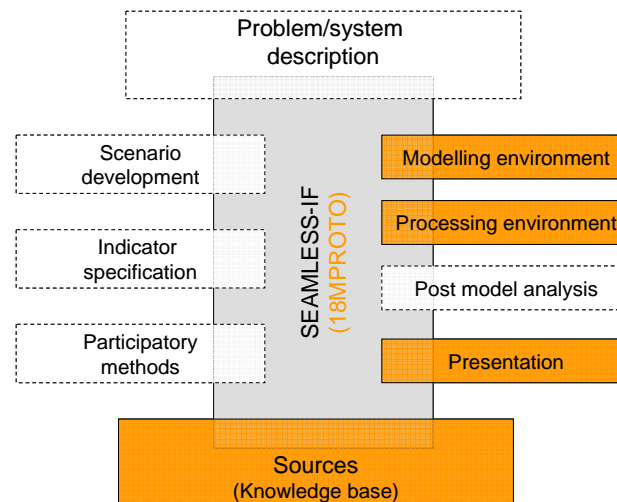 Problem/system
description
Scenario
development
Indicator
specification
Participatory
methods
SEAMLESS-IF
(18MPROTO)
Modelling environment
Processing environment
Post model analysis
Presentation
Sources
(Knowledge base)